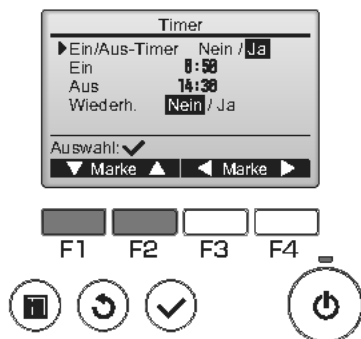 Timer
Ein/Aus-Timer Nein / Ja
Ein 8:50
Aus 14:30
Wiederh. Nein / Ja
Auswahl:
Marke Marke
F1 F2 F3 F4